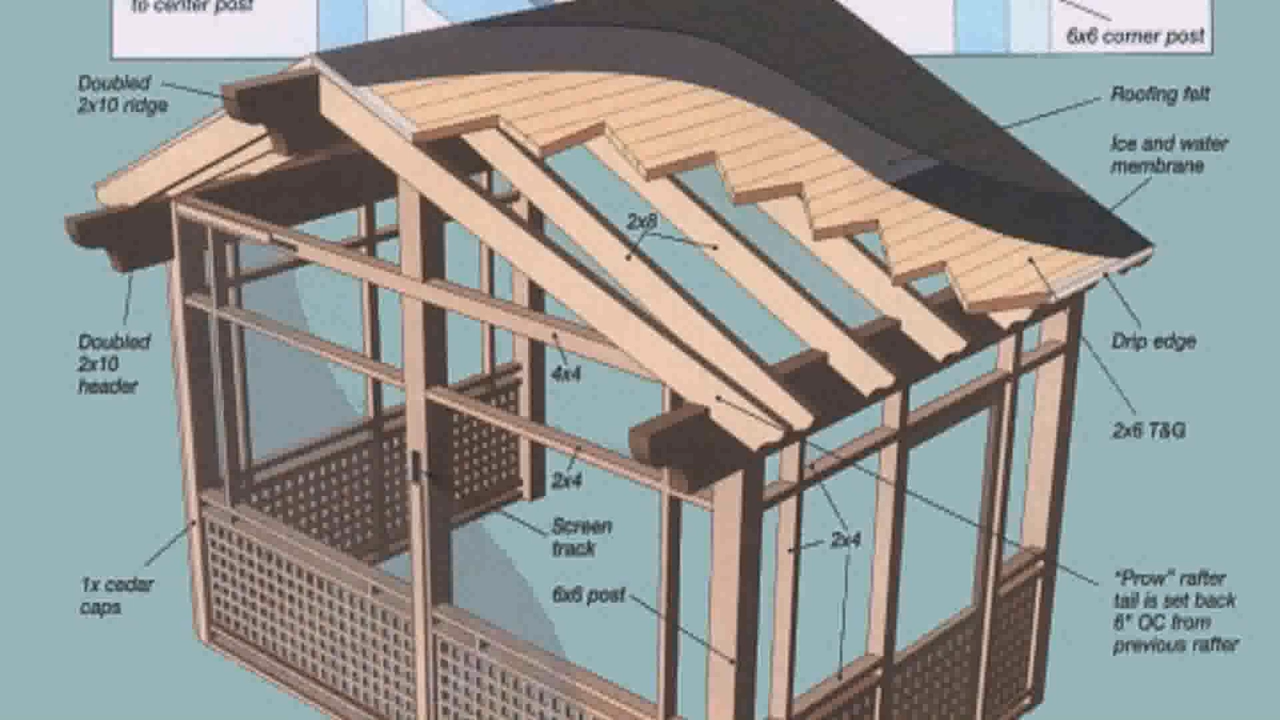 to center post
6x6 corner post
Doubled
2x10 ridge
Roofing felt
Ice and water
membrane
2x8
Doubled
2x10
header
Drip edge
4x4
2x6 T&G
2x4
Screen
track
2x4
1x cedar
caps
6x6 post
"Prow" rafter
tail is set back
6" OC from
previous rafter